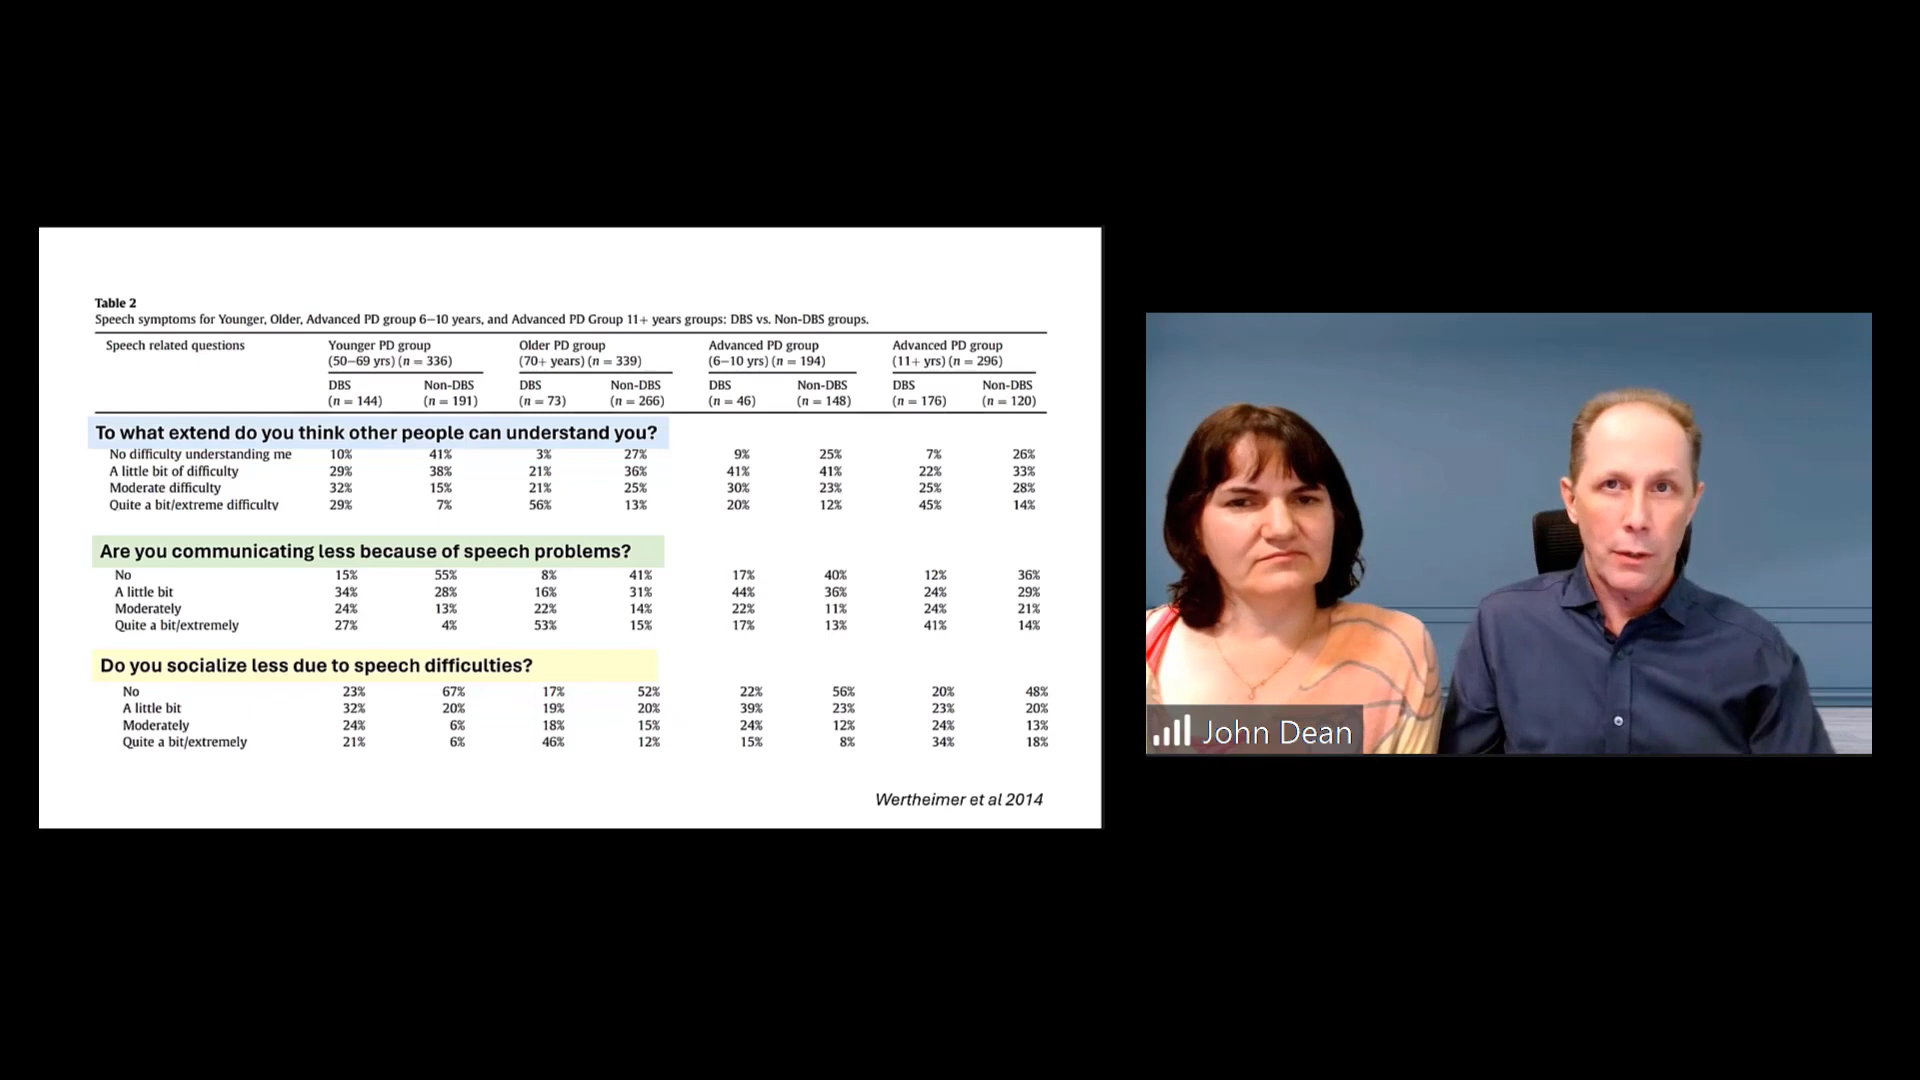 Table 2
Speech symptoms for Younger, Older, Advanced PD group 6–10 years, and Advanced PD Group 11+ years groups: DBS vs. Non-DBS groups.
Speech related questions Younger PD group Older PD group Advanced PD group Advanced PD group
(50–69 yrs) (n = 336) (70+ years) (n = 339) (6–10 yrs) (n = 194) (11+ yrs) (n = 296)
DBS Non-DBS DBS Non-DBS DBS Non-DBS DBS Non-DBS
(n = 144) (n = 191) (n = 73) (n = 266) (n = 46) (n = 148) (n = 176) (n = 120)
To what extend do you think other people can understand you?
No difficulty understanding me 10% 41% 3% 27% 9% 25% 7% 26%
A little bit of difficulty 29% 38% 21% 36% 41% 41% 22% 33%
Moderate difficulty 32% 15% 21% 25% 30% 23% 25% 28%
Quite a bit/extreme difficulty 29% 7% 56% 13% 20% 12% 45% 14%
Are you communicating less because of speech problems?
No 15% 55% 8% 41% 17% 40% 12% 36%
A little bit 34% 28% 16% 31% 44% 36% 24% 29%
Moderately 24% 13% 22% 14% 22% 11% 24% 21%
Quite a bit/extremely 27% 4% 53% 15% 17% 13% 41% 14%
Do you socialize less due to speech difficulties?
No 23% 67% 17% 52% 22% 56% 20% 48%
A little bit 32% 20% 19% 20% 39% 23% 23% 20%
Moderately 24% 6% 18% 15% 24% 12% 24% 13%
Quite a bit/extremely 21% 6% 46% 12% 15% 8% 34% 18%
Wertheimer et al 2014
John Dean